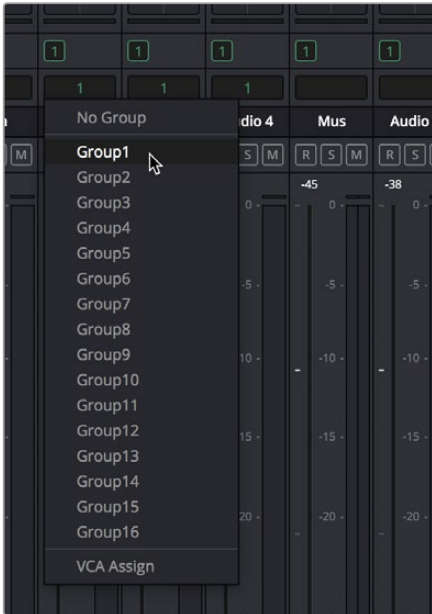 1 1 1 1 1
1 1 1
dio 4 Mus Audio
M S M R S M R S
-45 -38
No Group
Group1
Group2
Group3
Group4
Group5
Group6
Group7
Group8
Group9
Group10
Group11
Group12
Group13
Group14
Group15
Group16
VCA Assign
0 0 0
-5 -5 -5
10 -10 -10
15 -15 -15
20 -20 -20